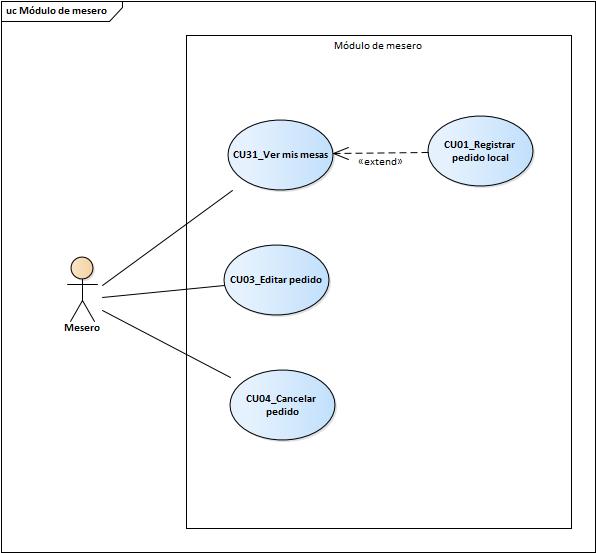 uc Módulo de mesero
Módulo de mesero
CU31_Ver mis mesas
«extend»
CU01_Registrar
pedido local
CU03_Editar pedido
Mesero
CU04_Cancelar
pedido